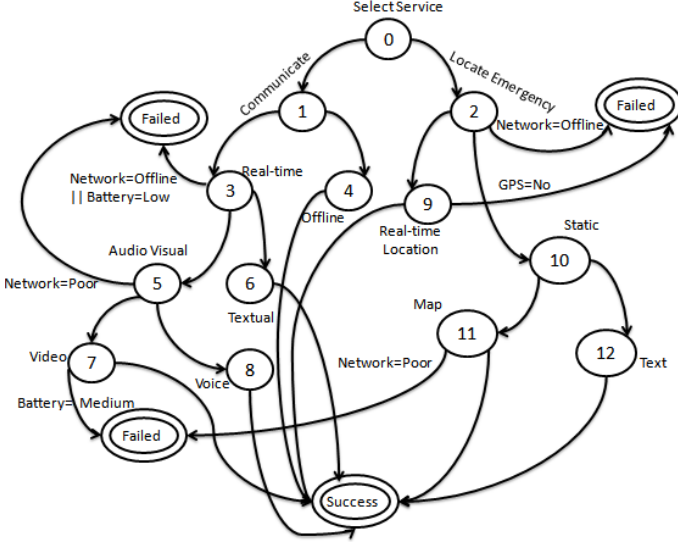 Select Service
0
Communicate
Locate Emergency
Failed
1
2
Failed
Network=Offline
Network=Offline
|| Battery=Low
Real-time
3
4
Offline
9
GPS=No
Real-time
Location
Static
10
Audio Visual
5
Network=Poor
6
Textual
Map
11
12
Text
Video
7
Voice
8
Network=Poor
Battery= Medium
Failed
Success